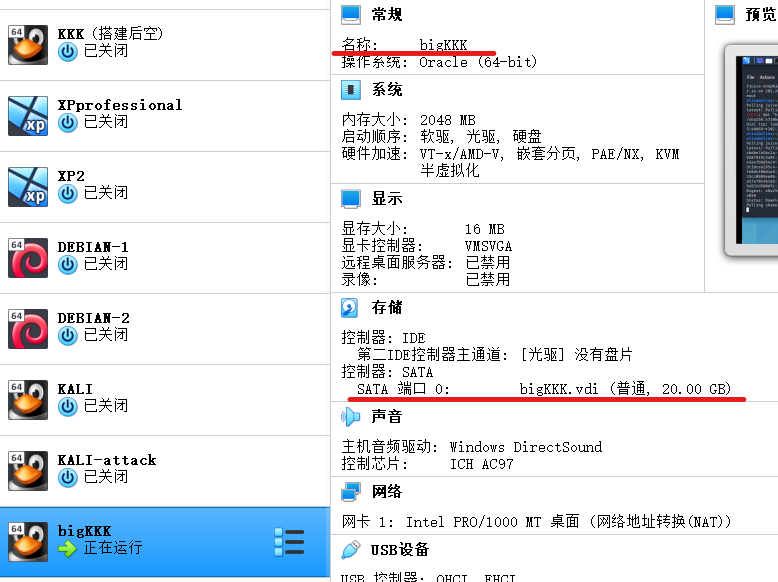 KKK (搭建后空)
已关闭
XPprofessional
已关闭
XP2
已关闭
DEBIAN-1
已关闭
DEBIAN-2
已关闭
KALI
已关闭
KALI-attack
已关闭
bigKKK
正在运行
常规
名称: bigKKK
操作系统: Oracle (64-bit)
系统
内存大小: 2048 MB
启动顺序: 软驱, 光驱, 硬盘
硬件加速: VT-x/AMD-V, 嵌套分页, PAE/NX, KVM
半虚拟化
显示
显存大小: 16 MB
显卡控制器: VMSVGA
远程桌面服务器: 已禁用
录像: 已禁用
存储
控制器: IDE
第二IDE控制器主通道: [光驱] 没有盘片
控制器: SATA
SATA 端口 0: bigKKK.vdi (普通, 20.00 GB)
声音
主机音频驱动: Windows DirectSound
控制芯片: ICH AC97
网络
网卡 1: Intel PRO/1000 MT 桌面 (网络地址转换(NAT))
USB设备
USB 控制器: OHCI, EHCI
预览